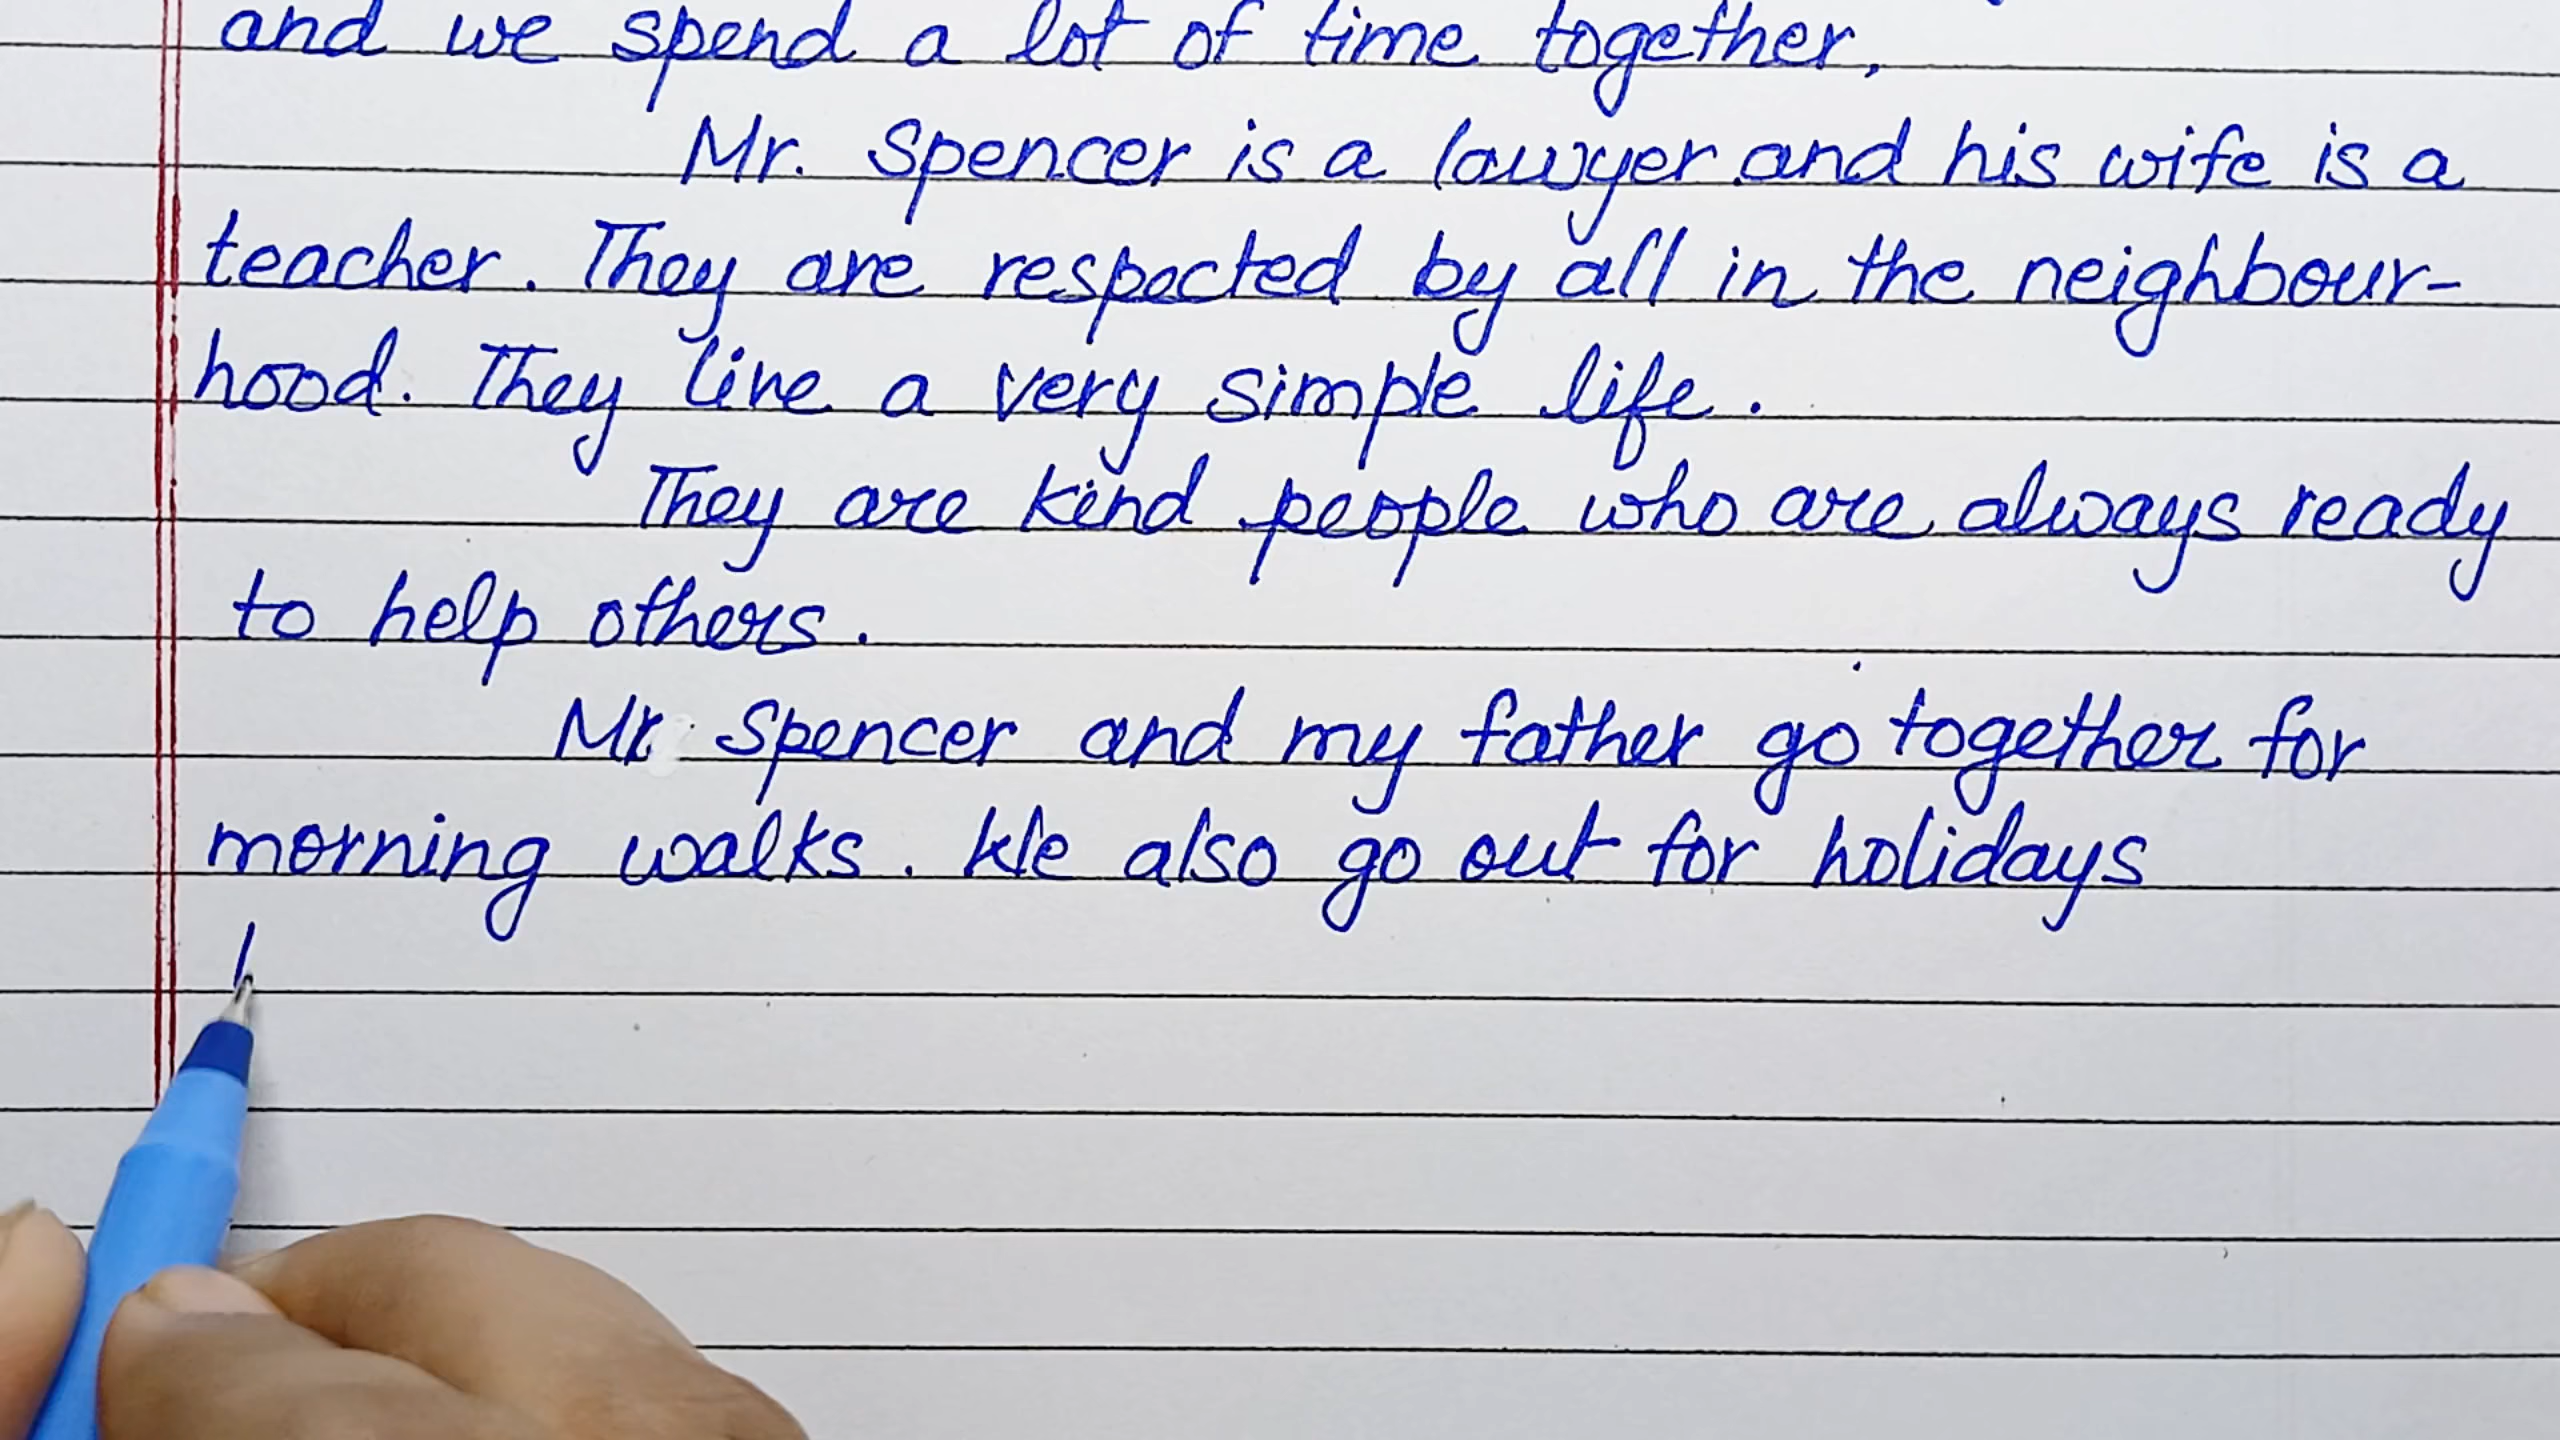 and we spend a lot of time together,
Mr. Spencer is a lawyer and his wife is a
teacher. They are respected by all in the neighbour-
hood. They live a very simple life.
They are kind people who are always ready
to help others.
Mr Spencer and my father go together for
morning walks. We also go out for holidays